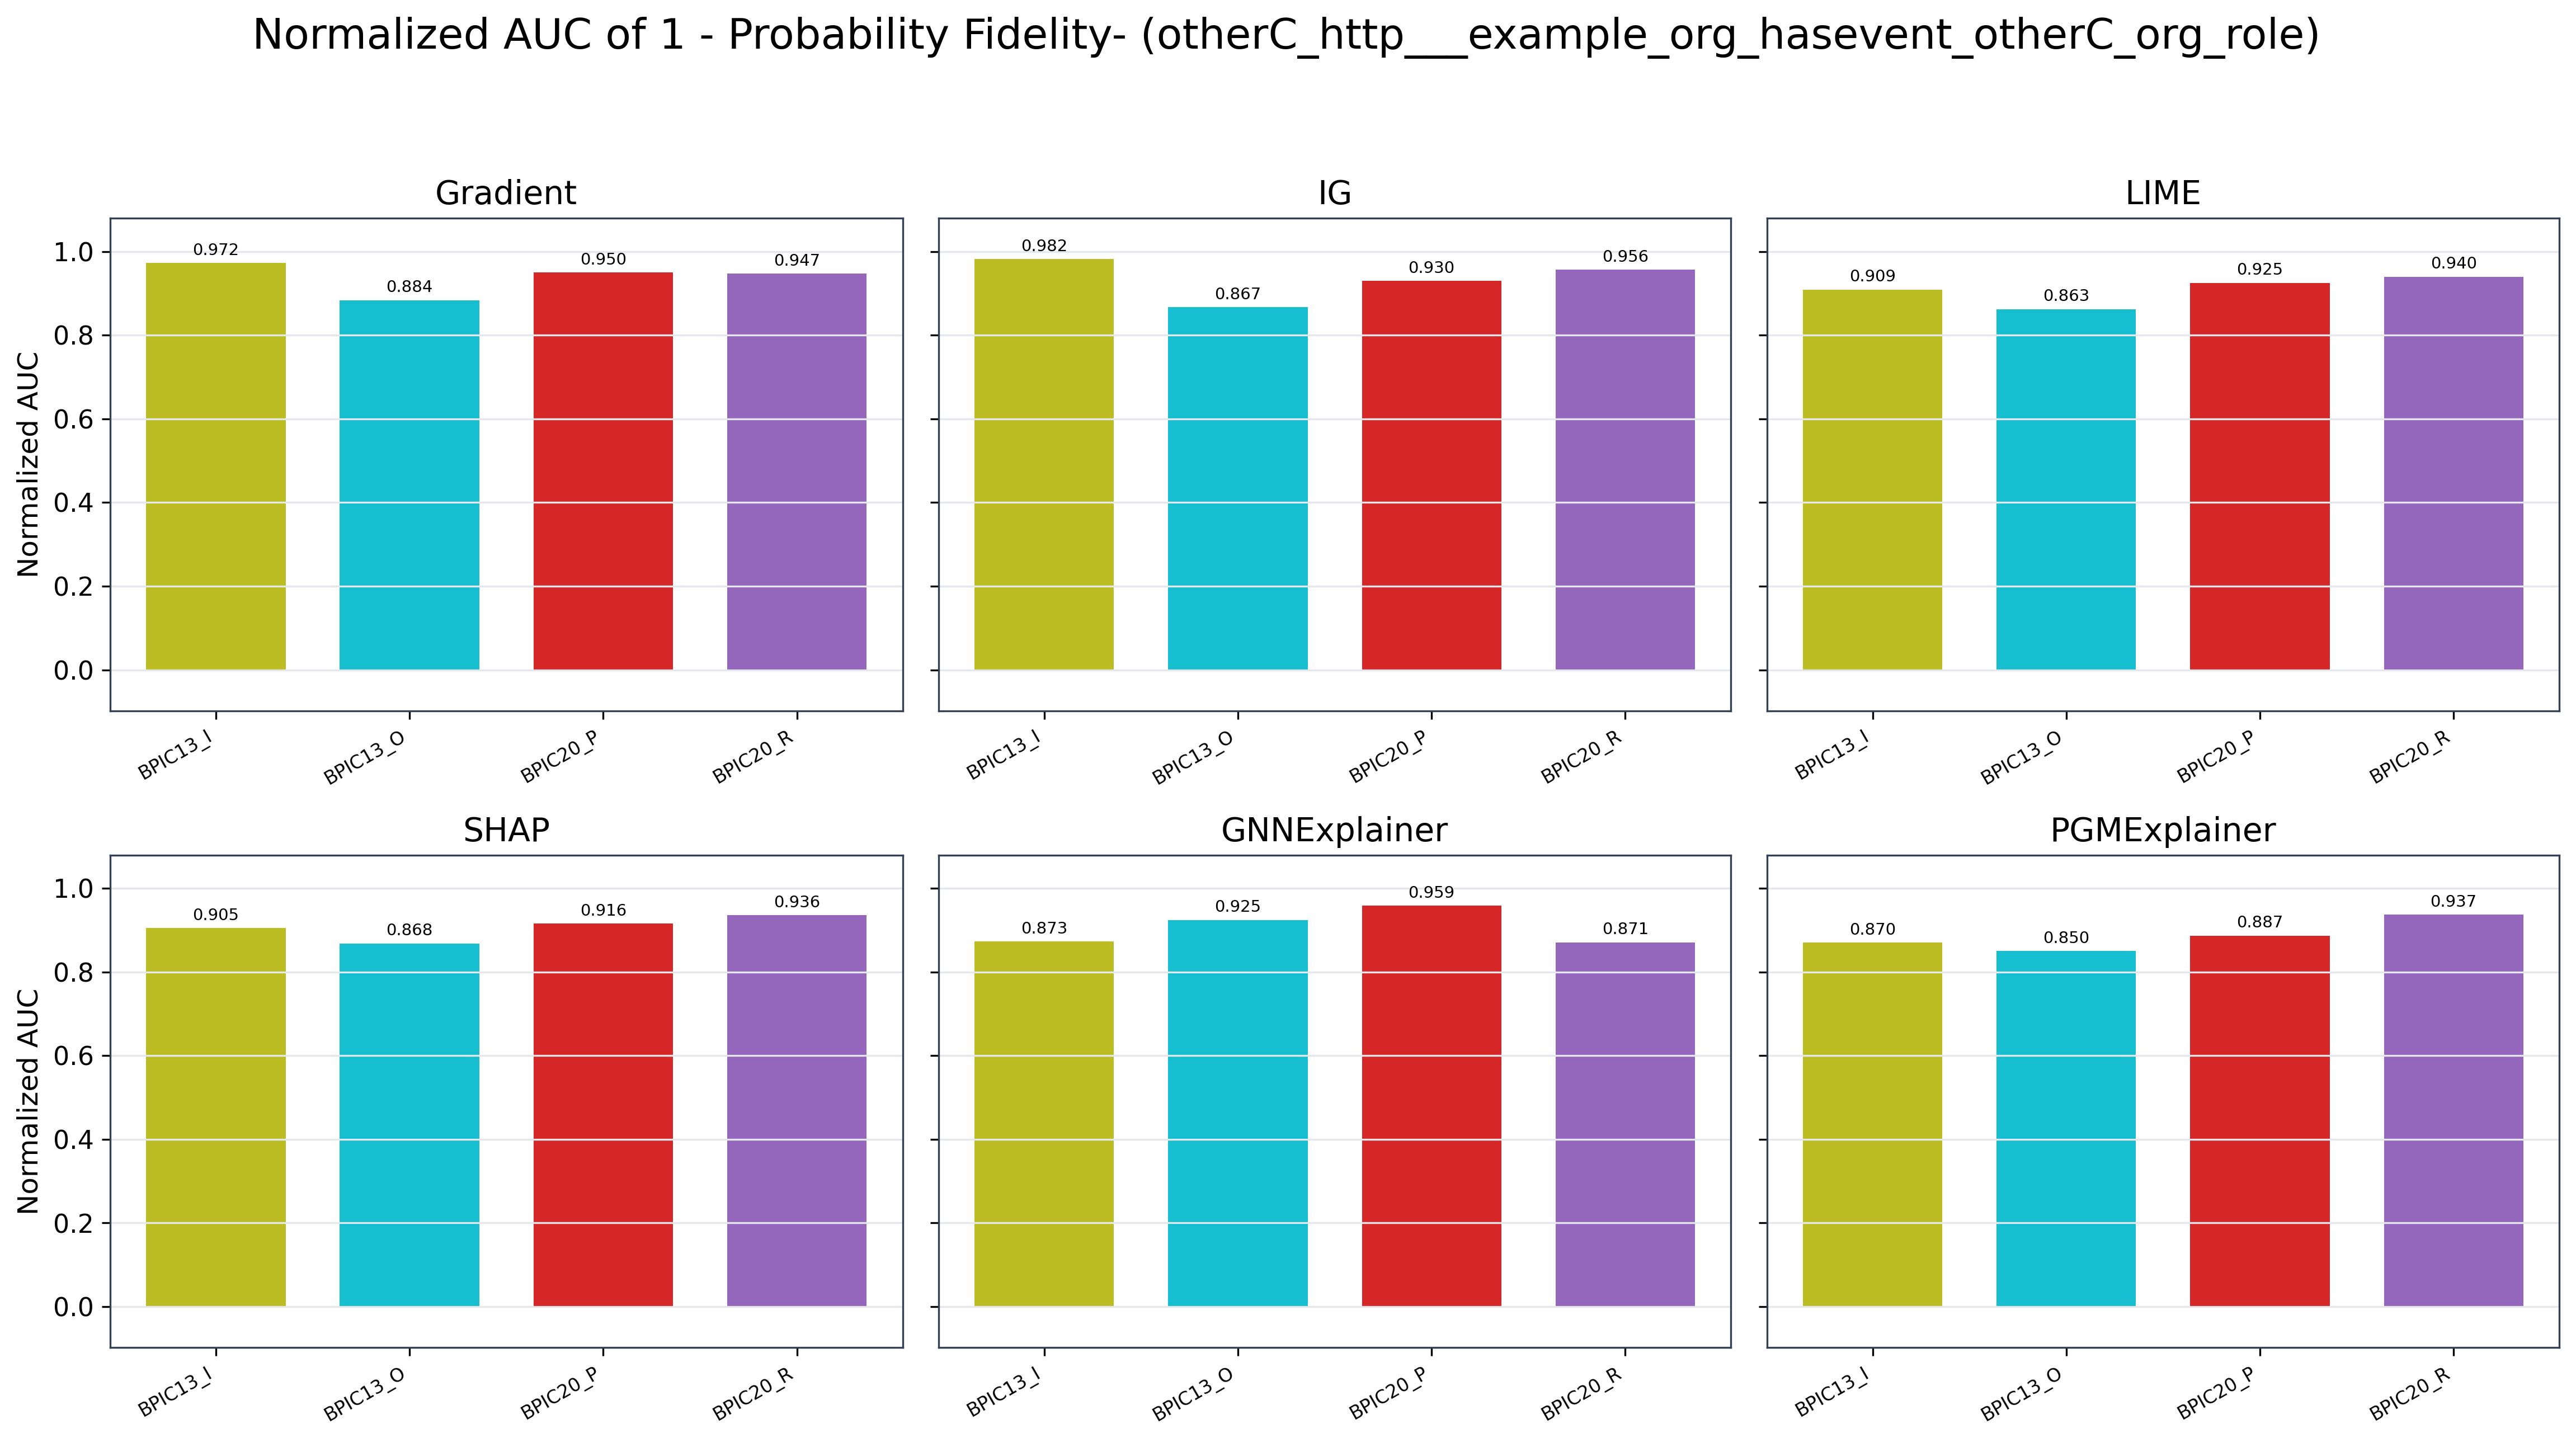 Normalized AUC of 1 - Probability Fidelity- (otherC_http___example_org_hasevent_otherC_org_role)
Gradient
Normalized AUC
1.0
0.8
0.6
0.4
0.2
0.0
0.972
0.884
0.950
0.947
BPIC13_I
BPIC13_O
BPIC20_P
BPIC20_R
IG
0.982
0.867
0.930
0.956
BPIC13_I
BPIC13_O
BPIC20_P
BPIC20_R
LIME
0.909
0.863
0.925
0.940
BPIC13_I
BPIC13_O
BPIC20_P
BPIC20_R
SHAP
Normalized AUC
1.0
0.8
0.6
0.4
0.2
0.0
0.905
0.868
0.916
0.936
BPIC13_I
BPIC13_O
BPIC20_P
BPIC20_R
GNNExplainer
0.873
0.925
0.959
0.871
BPIC13_I
BPIC13_O
BPIC20_P
BPIC20_R
PGMExplainer
0.870
0.850
0.887
0.937
BPIC13_I
BPIC13_O
BPIC20_P
BPIC20_R